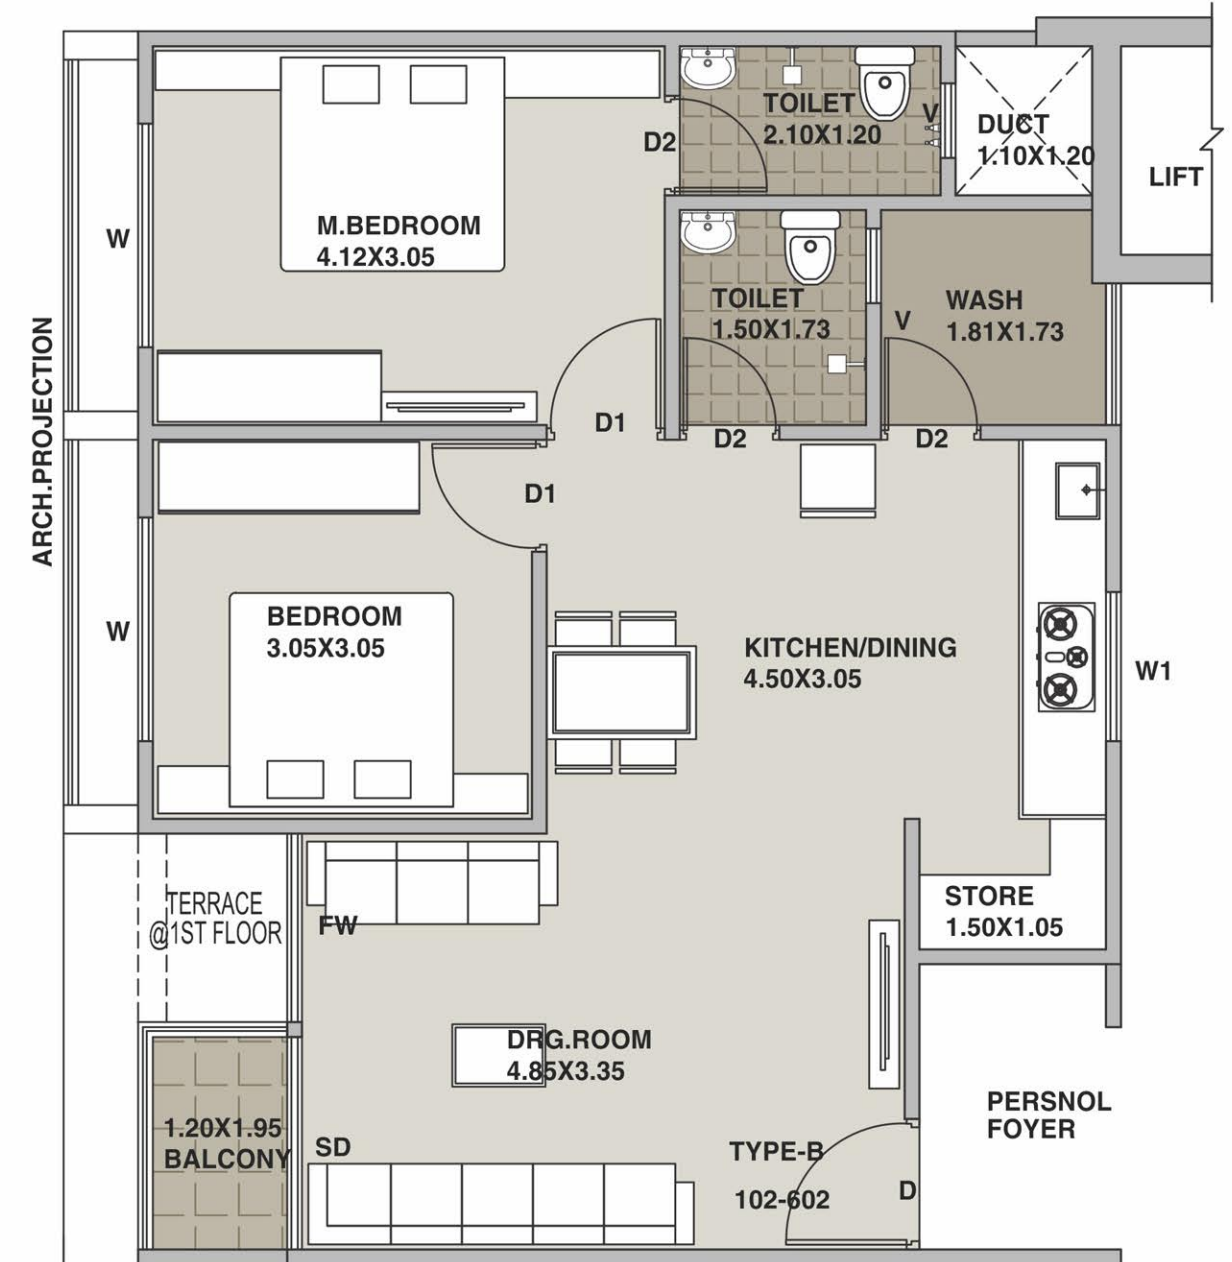 TOILET
2.10X1.20
V
D2
DUCT
1.10X1.20
LIFT
M.BEDROOM
4.12X3.05
W
TOILET
1.50X1.73
WASH
1.81X1.73
V
ARCH.PROJECTION
D1
D2
D2
D1
BEDROOM
3.05X3.05
W
KITCHEN/DINING
4.50X3.05
W1
TERRACE
@1ST FLOOR
FW
STORE
1.50X1.05
DRG.ROOM
4.85X3.35
PERSNOL
FOYER
1.20X1.95
BALCONY
SD
TYPE-B
102-602
D